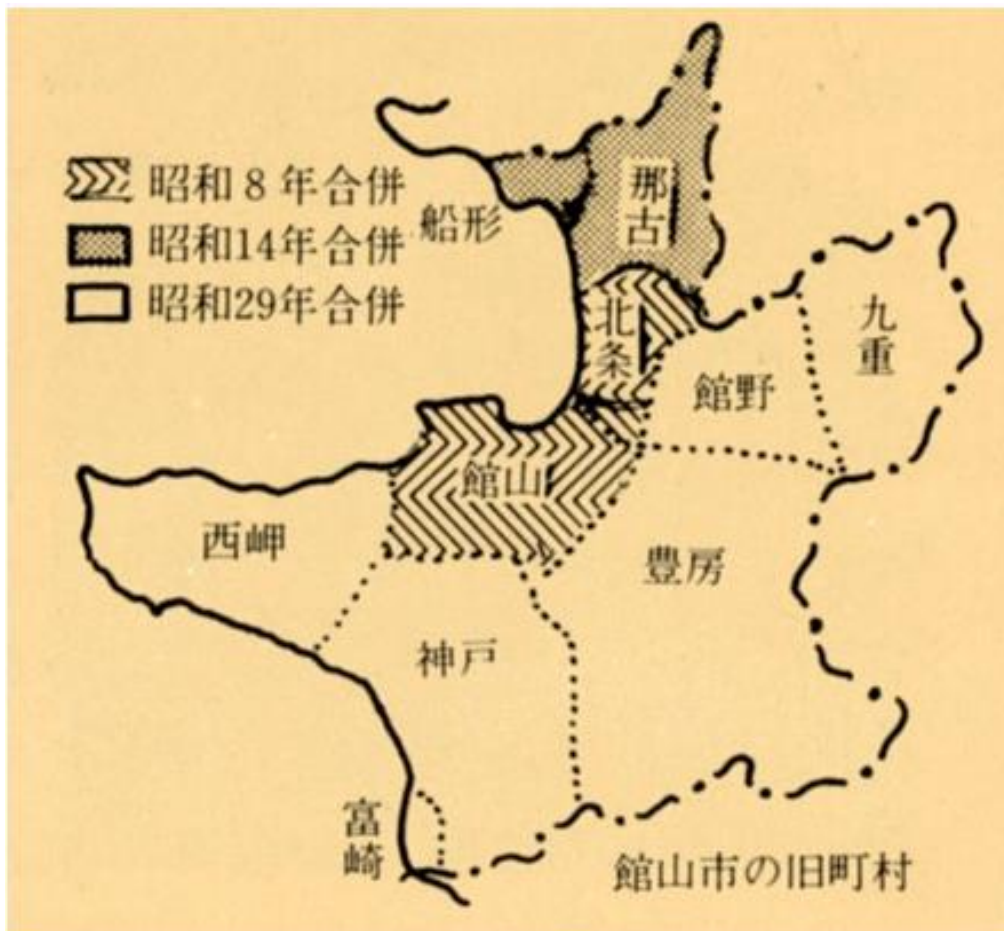 昭和8年合併
昭和14年合併
昭和29年合併
船形
那古
北条
九重
館野
館山
西岬
豊房
神戸
富崎
館山市の旧町村